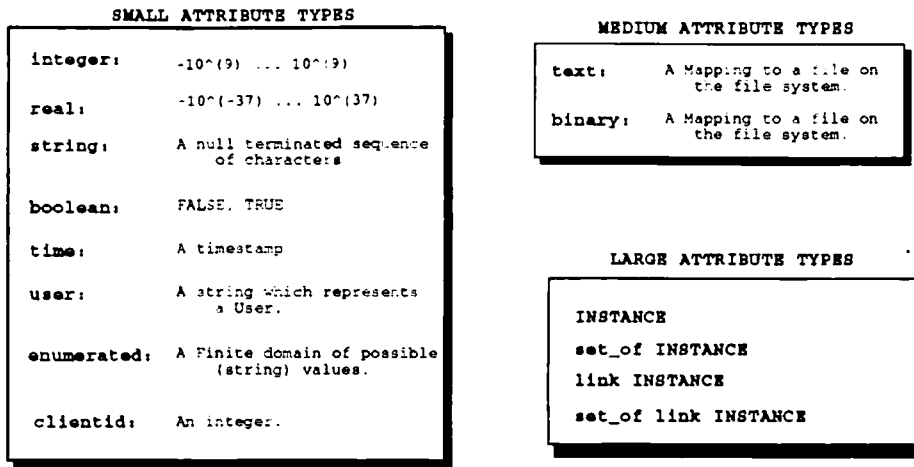 SMALL ATTRIBUTE TYPES
integer: -10^(9) ... 10^(9)
real: -10^(-37) ... 10^(37)
string: A null terminated sequence
of characters
boolean: FALSE, TRUE
time: A timestamp
user: A string which represents
a User.
enumerated: A Finite domain of possible
(string) values.
clientid: An integer.
MEDIUM ATTRIBUTE TYPES
text: A Mapping to a file on
the file system.
binary: A Mapping to a file on
the file system.
LARGE ATTRIBUTE TYPES
INSTANCE
set_of INSTANCE
link INSTANCE
set_of link INSTANCE